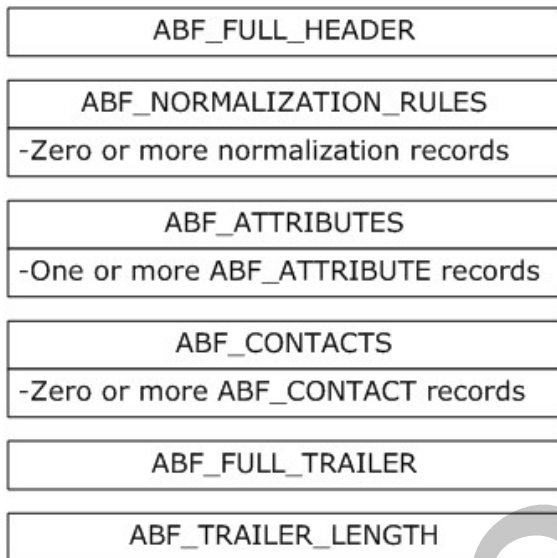 ABF_FULL_HEADER
ABF_NORMALIZATION_RULES
-Zero or more normalization records
ABF_ATTRIBUTES
-One or more ABF_ATTRIBUTE records
ABF_CONTACTS
-Zero or more ABF_CONTACT records
ABF_FULL_TRAILER
ABF_TRAILER_LENGTH